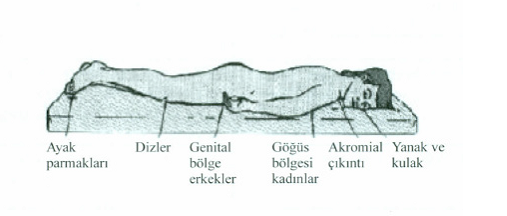 Ayak parmakları
Dizler
Genital bölge erkekler
Göğüs bölgesi kadınlar
Akromial çıkıntı
Yanak ve kulak